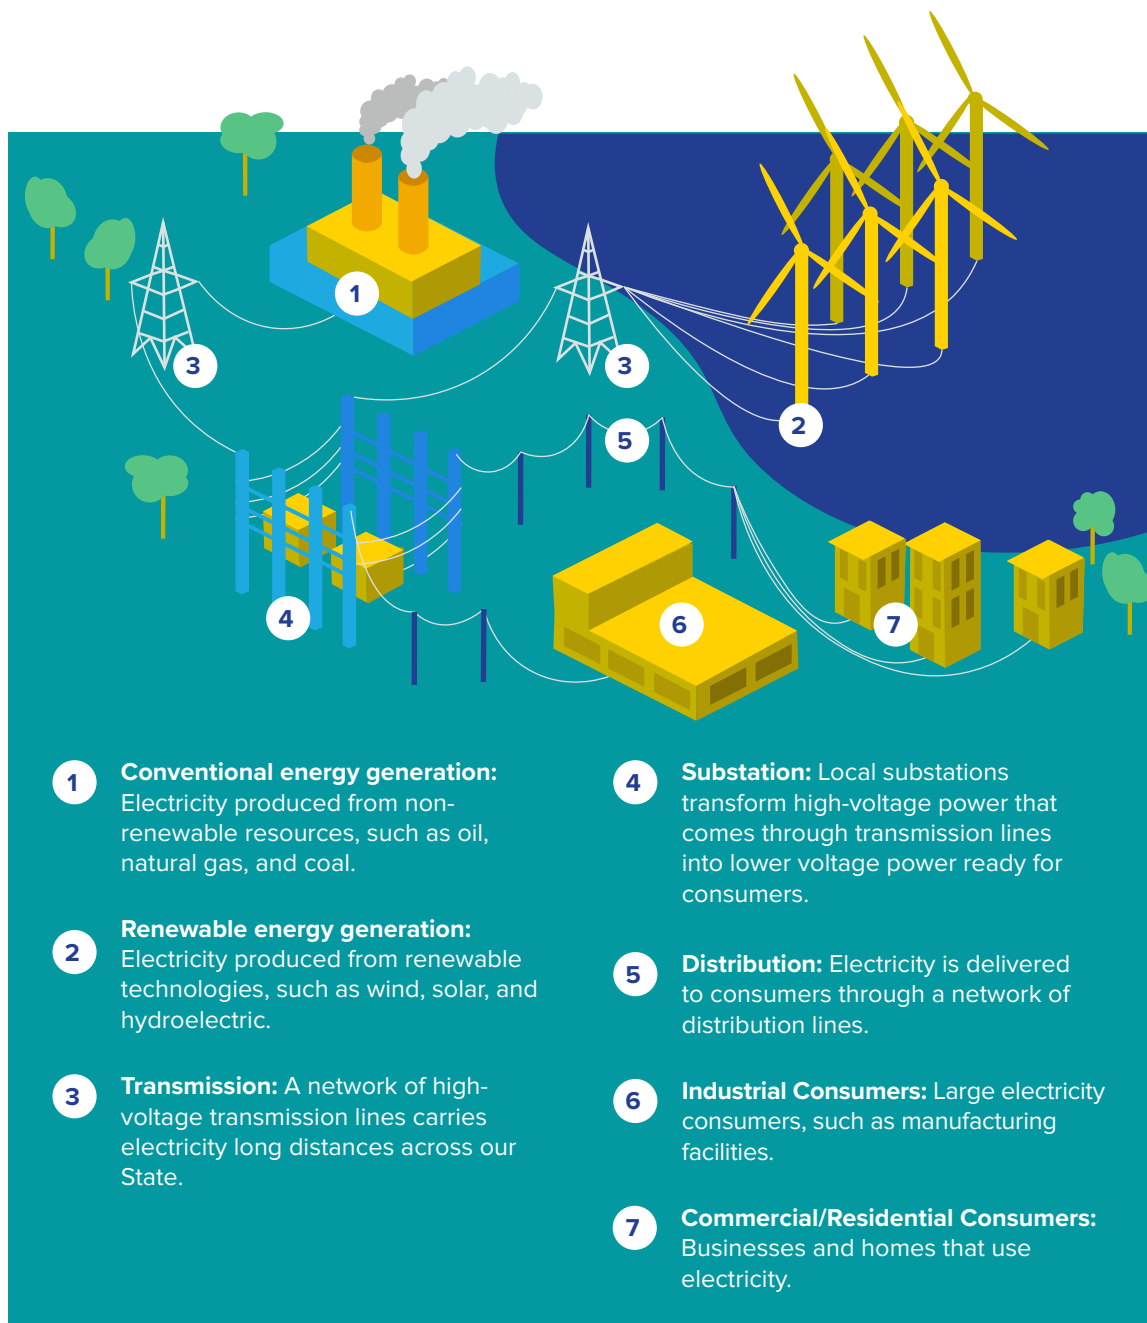 1
3
3
2
5
4
6
7
1
Conventional energy generation:
Electricity produced from non-
renewable resources, such as oil,
natural gas, and coal.
2
Renewable energy generation:
Electricity produced from renewable
technologies, such as wind, solar, and
hydroelectric.
3
Transmission: A network of high-
voltage transmission lines carries
electricity long distances across our
State.
4
Substation: Local substations
transform high-voltage power that
comes through transmission lines
into lower voltage power ready for
consumers.
5
Distribution: Electricity is delivered
to consumers through a network of
distribution lines.
6
Industrial Consumers: Large electricity
consumers, such as manufacturing
facilities.
7
Commercial/Residential Consumers:
Businesses and homes that use
electricity.